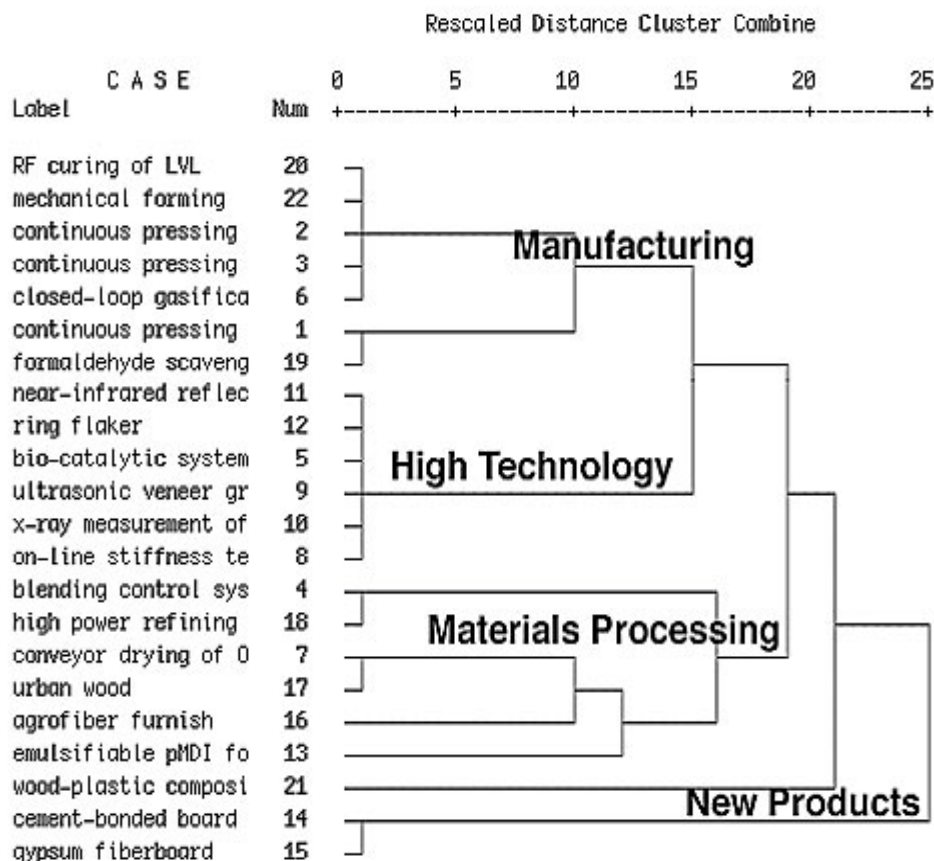 Rescaled Distance Cluster Combine
C A S E 0 5 10 15 20 25
Label Num +---------+---------+---------+---------+---------+
RF curing of LVL 20
mechanical forming 22
continuous pressing 2
Manufacturing
continuous pressing 3
closed-loop gasifica 6
continuous pressing 1
formaldehyde scaveng 19
near-infrared reflec 11
ring flaker 12
bio-catalytic system 5
High Technology
ultrasonic veneer gr 9
x-ray measurement of 10
on-line stiffness te 8
blending control sys 4
high power refining 18
Materials Processing
conveyor drying of O 7
urban wood 17
agrofiber furnish 16
emulsifiable pMDI fo 13
wood-plastic composi 21
New Products
cement-bonded board 14
gypsum fiberboard 15